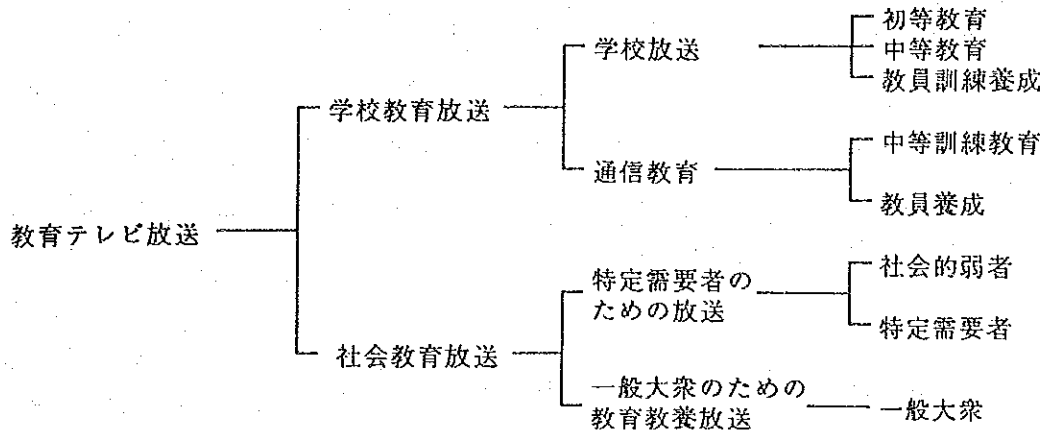 初等教育
学校放送
中等教育
教員訓練養成
学校教育放送
中等訓練教育
通信教育
教員養成
教育テレビ放送
社会的弱者
特定需要者の
ための放送
特定需要者
社会教育放送
一般大衆のための
教育教養放送
一般大衆